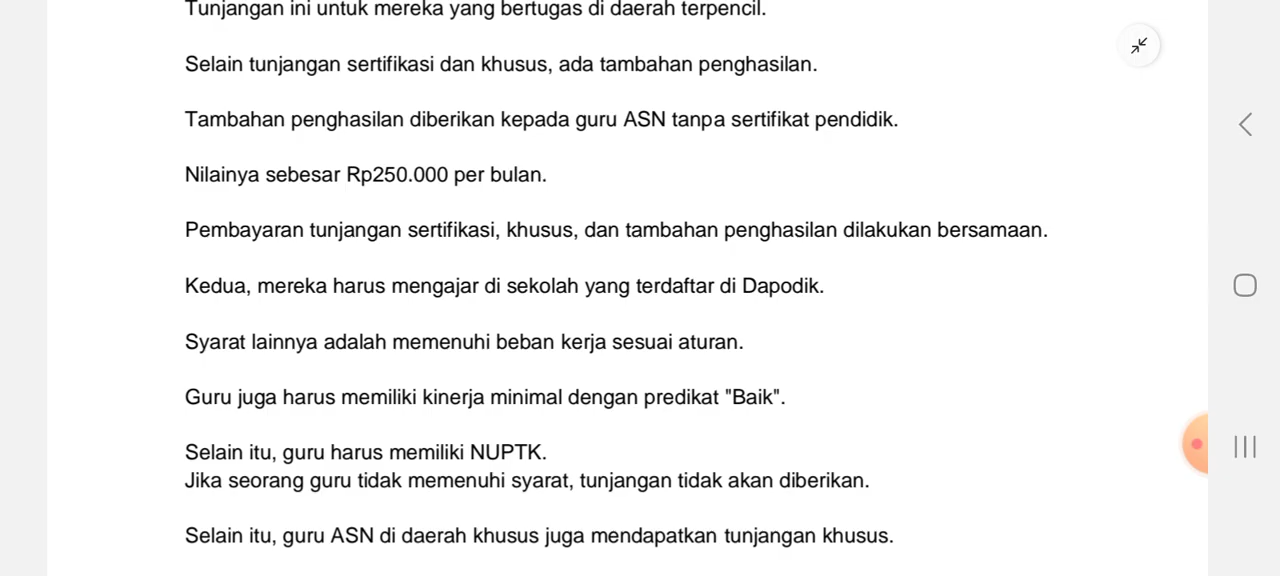 Tunjangan ini untuk mereka yang bertugas di daerah terpencil.
Selain tunjangan sertifikasi dan khusus, ada tambahan penghasilan.
Tambahan penghasilan diberikan kepada guru ASN tanpa sertifikat pendidik.
Nilainya sebesar Rp250.000 per bulan.
Pembayaran tunjangan sertifikasi, khusus, dan tambahan penghasilan dilakukan bersamaan.
Kedua, mereka harus mengajar di sekolah yang terdaftar di Dapodik.
Syarat lainnya adalah memenuhi beban kerja sesuai aturan.
Guru juga harus memiliki kinerja minimal dengan predikat "Baik".
Selain itu, guru harus memiliki NUPTK.
Jika seorang guru tidak memenuhi syarat, tunjangan tidak akan diberikan.
Selain itu, guru ASN di daerah khusus juga mendapatkan tunjangan khusus.